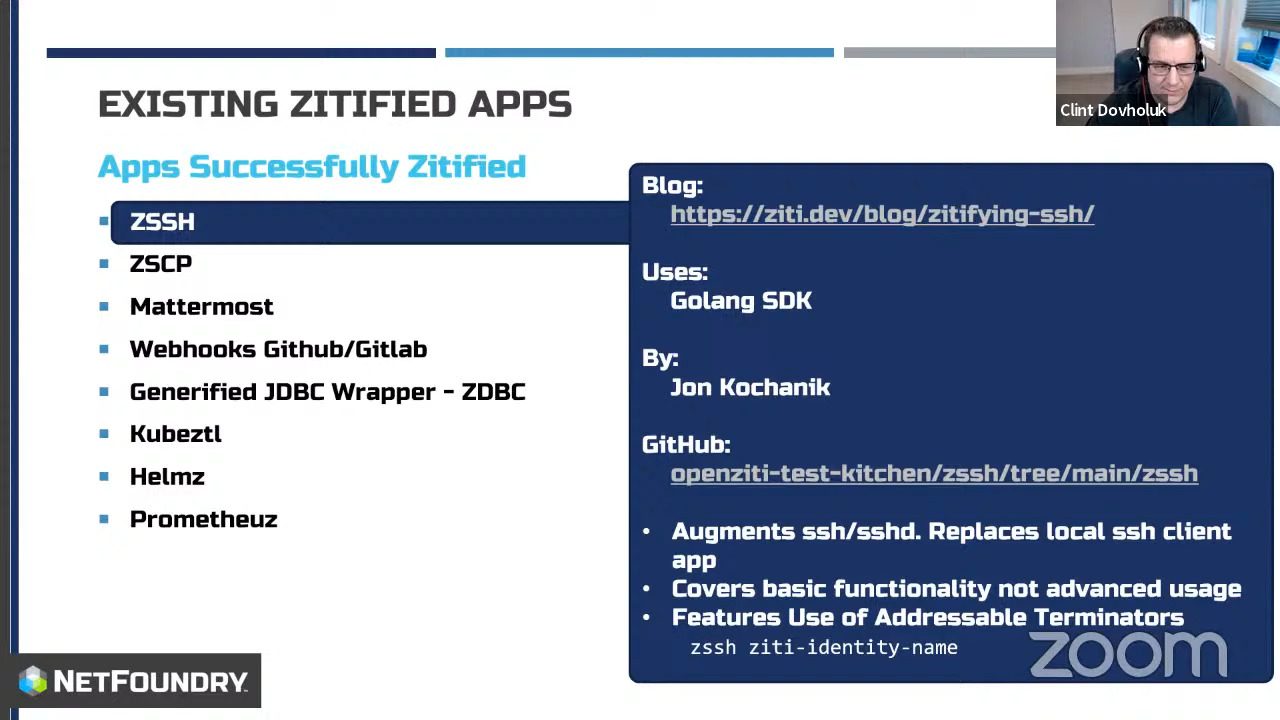 Clint Dovholuk
EXISTING ZITIFIED APPS
Apps Successfully Zitified
ZSSH
ZSCP
Mattermost
Webhooks Github/Gitlab
Generified JDBC Wrapper - ZDBC
Kubeztl
Helmz
Prometheuz
Blog:
https://ziti.dev/blog/zitifying-ssh/
Uses:
Golang SDK
By:
Jon Kochanik
GitHub:
openziti-test-kitchen/zssh/tree/main/zssh
• Augments ssh/sshd. Replaces local ssh client
app
• Covers basic functionality not advanced usage
• Features Use of Addressable Terminators
zssh ziti-identity-name
zoom
NETFOUNDRY